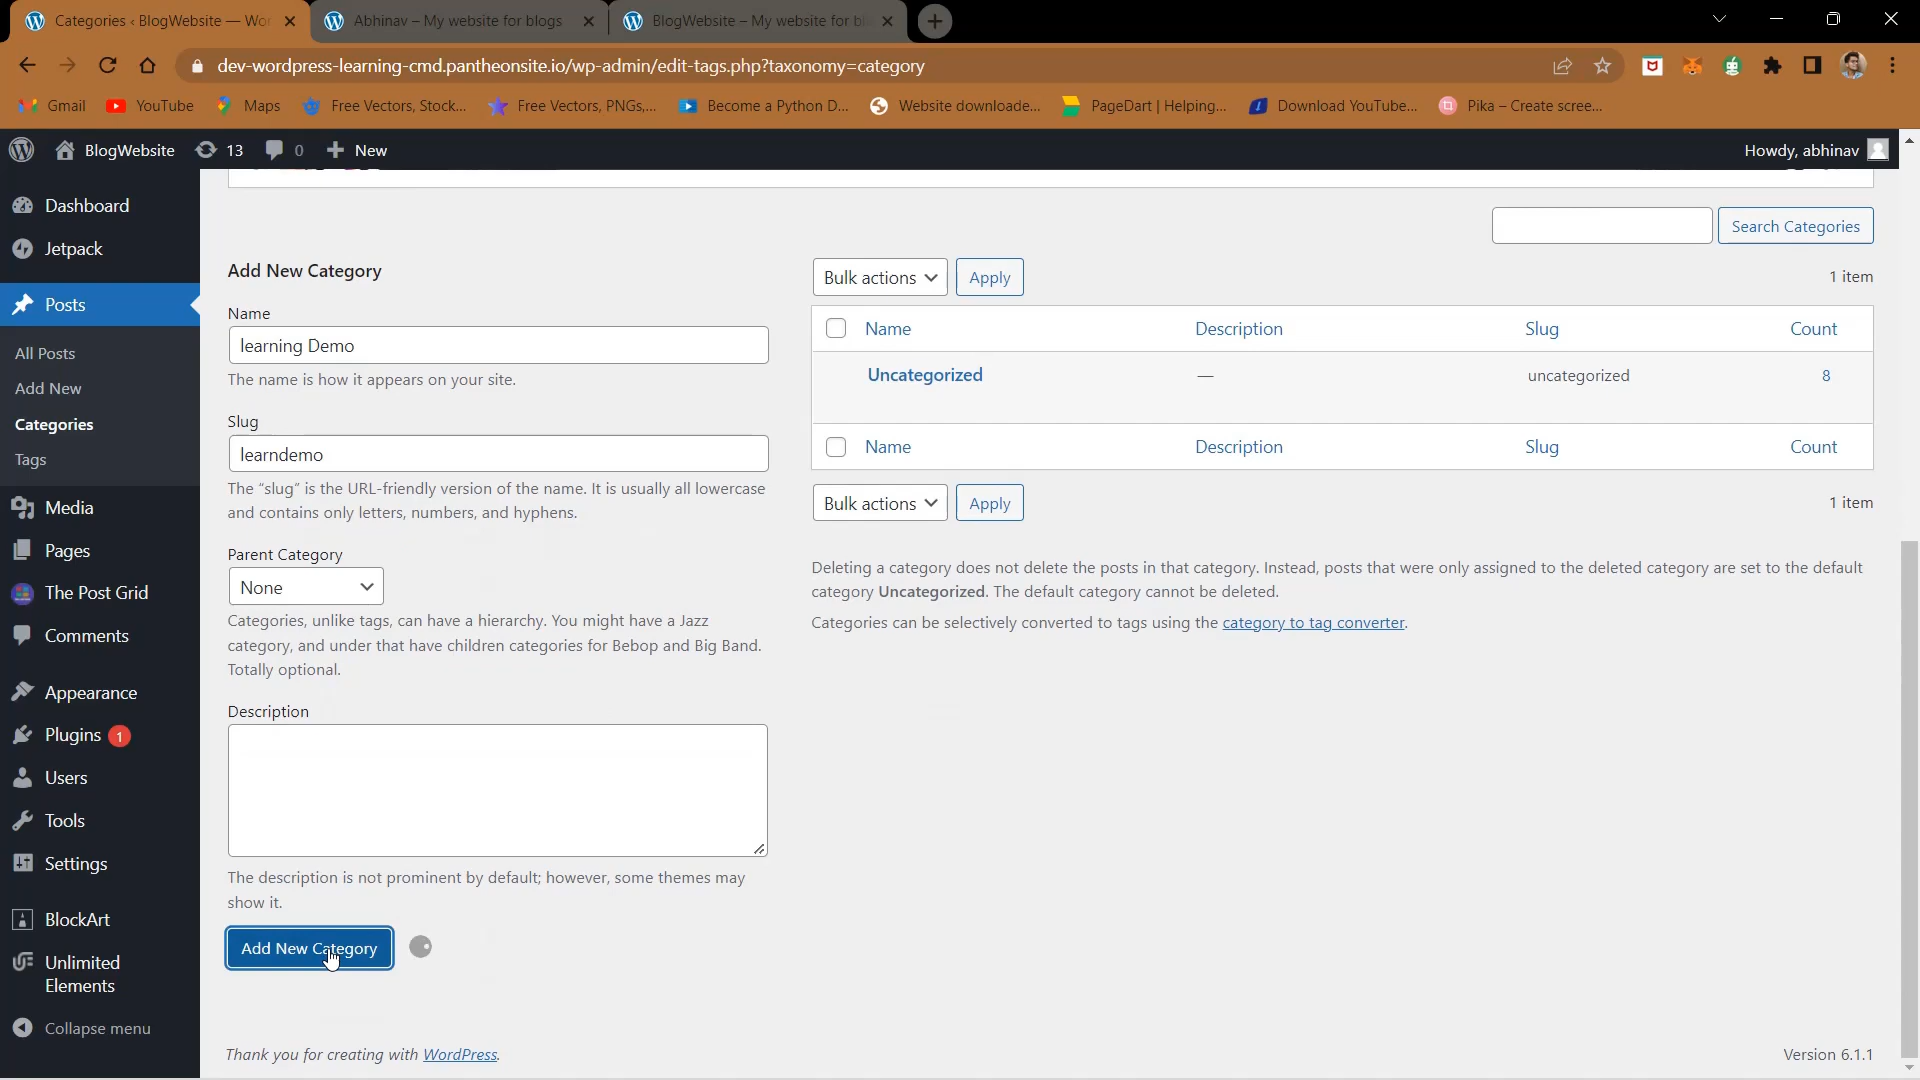 Categories ‹ BlogWebsite — Wor
Abhinav – My website for blogs
BlogWebsite – My website for blo
dev-wordpress-learning-cmd.pantheonsite.io/wp-admin/edit-tags.php?taxonomy=category
Gmail
YouTube
Maps
Free Vectors, Stock...
Free Vectors, PNGs,...
Become a Python D...
Website downloade...
PageDart | Helping...
Download YouTube...
Pika – Create scree...
BlogWebsite
13
0
New
Howdy, abhinav
Dashboard
Jetpack
Posts
All Posts
Add New
Categories
Tags
Media
Pages
The Post Grid
Comments
Appearance
Plugins 1
Users
Tools
Settings
BlockArt
Unlimited
Elements
Collapse menu
Search Categories
Add New Category
Name
learning Demo
The name is how it appears on your site.
Slug
learndemo
The “slug” is the URL-friendly version of the name. It is usually all lowercase
and contains only letters, numbers, and hyphens.
Parent Category
None
Categories, unlike tags, can have a hierarchy. You might have a Jazz
category, and under that have children categories for Bebop and Big Band.
Totally optional.
Description
The description is not prominent by default; however, some themes may
show it.
Add New Category
Bulk actions
Apply
1 item
Name
Description
Slug
Count
Uncategorized
—
uncategorized
8
Name
Description
Slug
Count
Bulk actions
Apply
1 item
Deleting a category does not delete the posts in that category. Instead, posts that were only assigned to the deleted category are set to the default
category Uncategorized. The default category cannot be deleted.
Categories can be selectively converted to tags using the category to tag converter.
Thank you for creating with WordPress.
Version 6.1.1